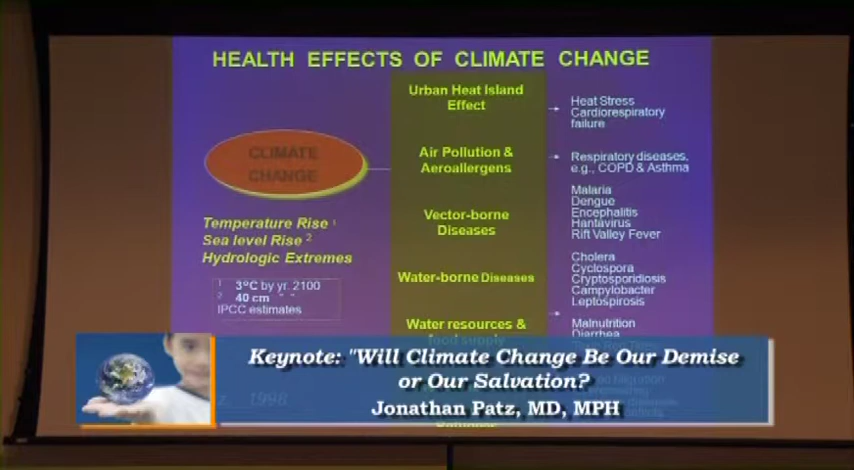 HEALTH EFFECTS OF CLIMATE CHANGE
CLIMATE
CHANGE
Temperature Rise 1
Sea level Rise 2
Hydrologic Extremes
1 3°C by yr. 2100
2 40 cm " "
IPCC estimates
Urban Heat Island
Effect
Air Pollution &
Aeroallergens
Vector-borne
Diseases
Water-borne Diseases
Water resources &
food supply
Heat Stress
Cardiorespiratory
failure
Respiratory diseases,
e.g., COPD & Asthma
Malaria
Dengue
Encephalitis
Hantavirus
Rift Valley Fever
Cholera
Cyclospora
Cryptosporidiosis
Campylobacter
Leptospirosis
Malnutrition
Diarrhea
1998
Keynote: "Will Climate Change Be Our Demise
or Our Salvation?
Jonathan Patz, MD, MPH